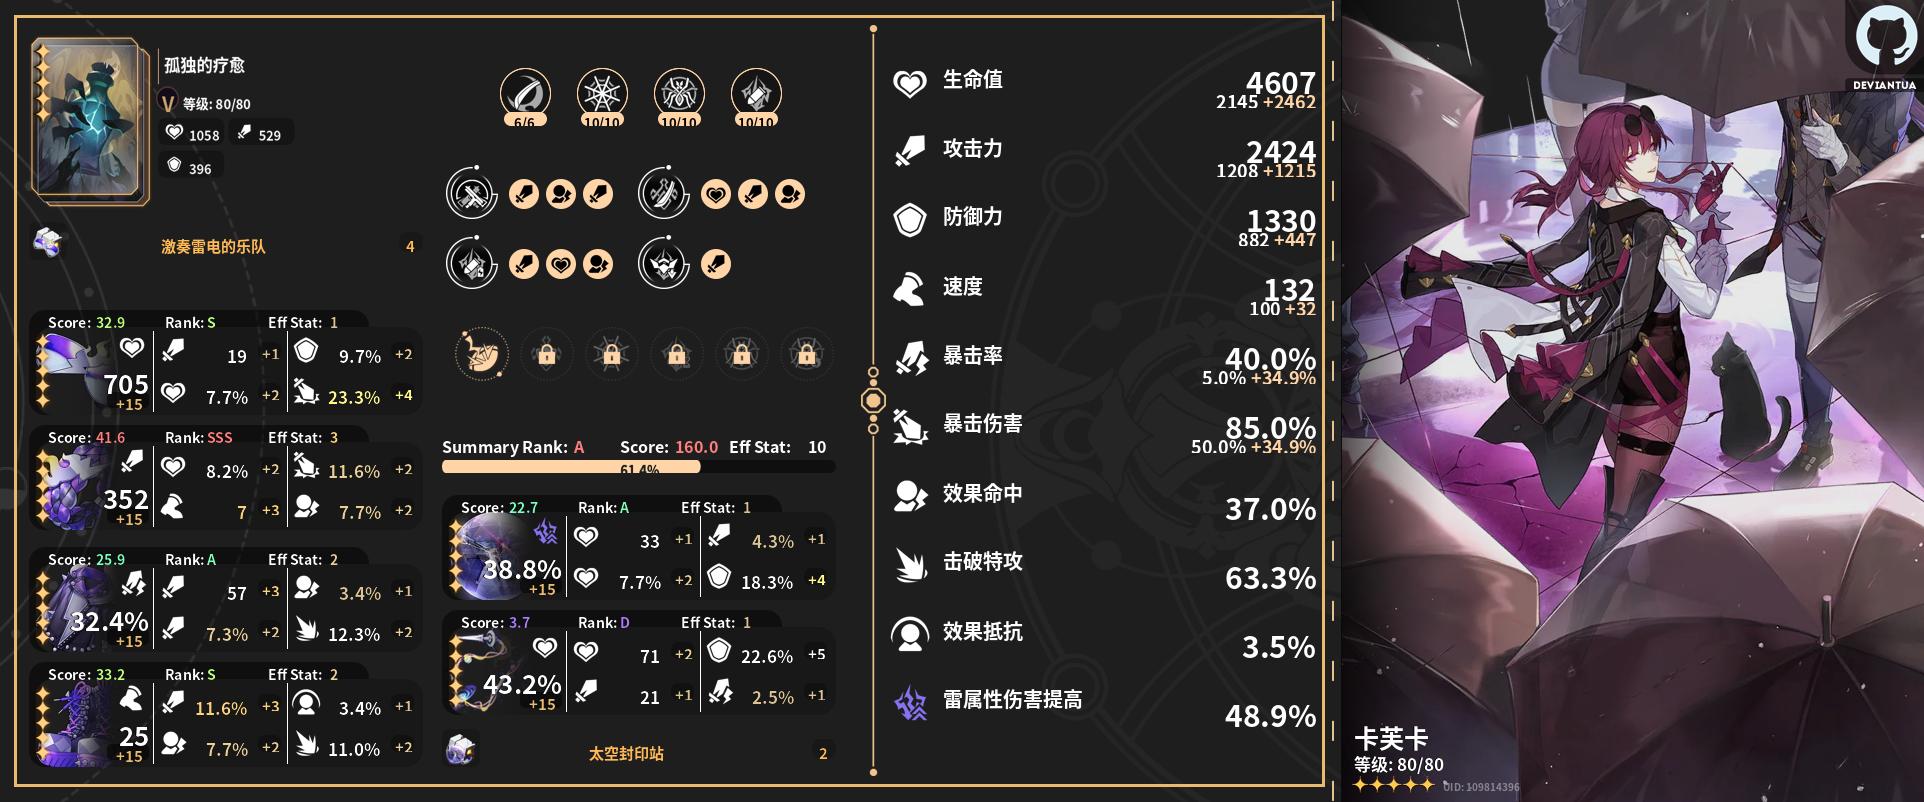 孤独的疗愈
V 等级: 80/80
1058 529
396
激奏雷电的乐队 4
Score: 32.9 Rank: S Eff Stat: 1
705 +15
19 +1 9.7% +2
7.7% +2 23.3% +4
Score: 41.6 Rank: SSS Eff Stat: 3
352 +15
8.2% +2 11.6% +2
7 +3 7.7% +2
Score: 25.9 Rank: A Eff Stat: 2
32.4% +15
57 +3 3.4% +1
7.3% +2 12.3% +2
Score: 33.2 Rank: S Eff Stat: 2
25 +15
11.6% +3 3.4% +1
7.7% +2 11.0% +2
6/6 10/10 10/10 10/10
Summary Rank: A Score: 160.0 Eff Stat: 10
61.4%
Score: 22.7 Rank: A Eff Stat: 1
38.8% +15
33 +1 4.3% +1
7.7% +2 18.3% +4
Score: 3.7 Rank: D Eff Stat: 1
43.2% +15
71 +2 22.6% +5
21 +1 2.5% +1
太空封印站 2
生命值 4607
2145 +2462
攻击力 2424
1208 +1215
防御力 1330
882 +447
速度 132
100 +32
暴击率 40.0%
5.0% +34.9%
暴击伤害 85.0%
50.0% +34.9%
效果命中 37.0%
击破特攻 63.3%
效果抵抗 3.5%
雷属性伤害提高 48.9%
DEVIANTUA
卡芙卡
等级: 80/80
UID: 109814396